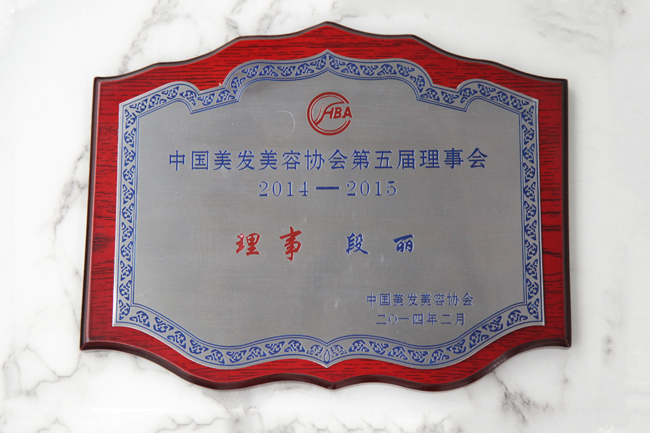 CHBA
中国美发美容协会第五届理事会
2014—2015
理事 段丽
中国美发美容协会
二〇一四年二月